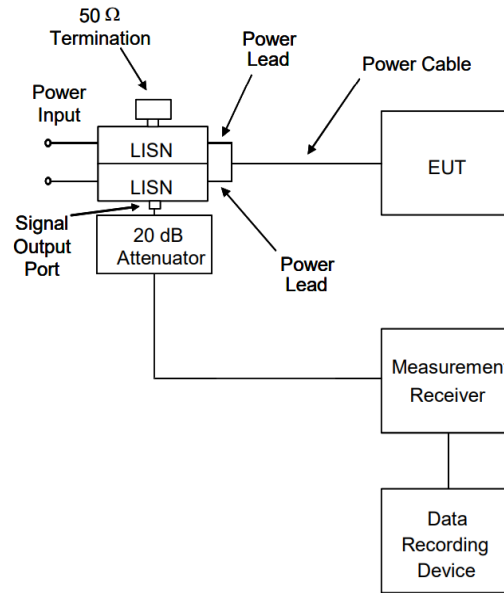 50 Ω
Termination
Power
Lead
Power Cable
Power
Input
LISN
EUT
LISN
Signal
Output
Port
20 dB
Attenuator
Power
Lead
Measuremen
Receiver
Data
Recording
Device